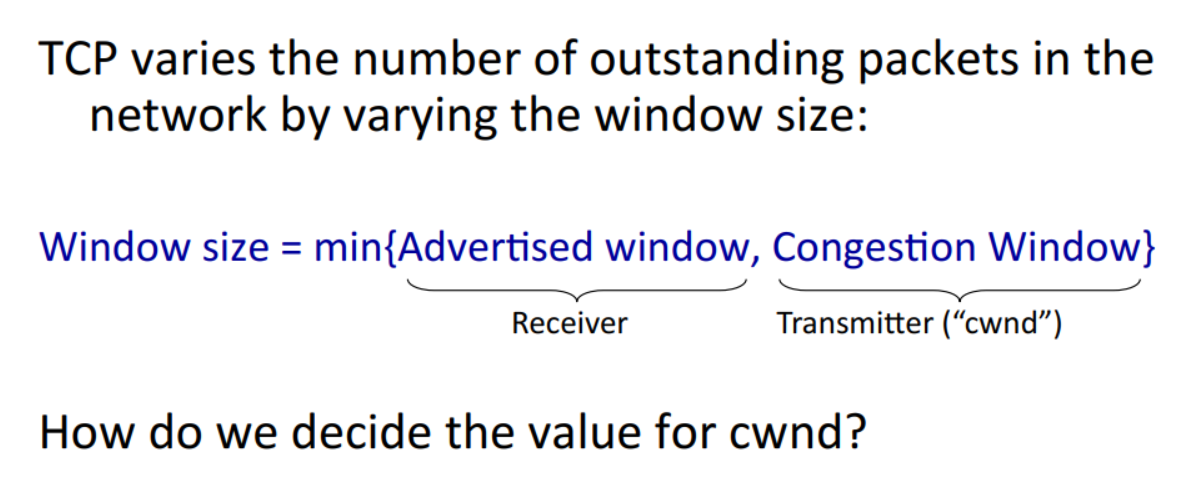 TCP varies the number of outstanding packets in the
network by varying the window size:
Window size = min{Advertised window, Congestion Window}
Receiver
Transmitter (“cwnd”)
How do we decide the value for cwnd?